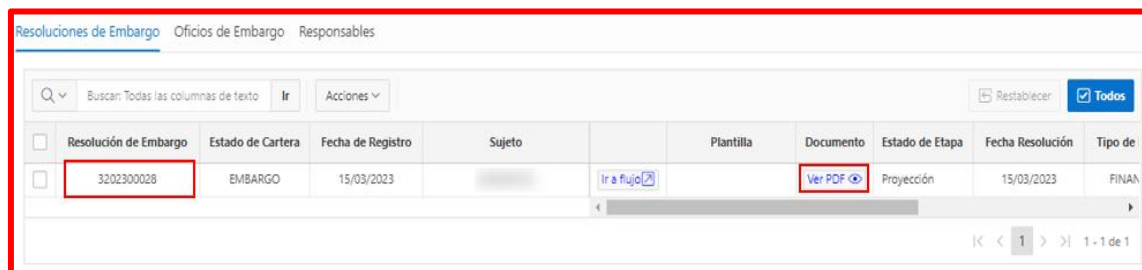 Resoluciones de Embargo Oficios de Embargo Responsables
Buscar: Todas las columnas de texto Ir Acciones Restablecer Todos
Resolución de Embargo Estado de Cartera Fecha de Registro Sujeto Plantilla Documento Estado de Etapa Fecha Resolución Tipo de
3202300028 EMBARGO 15/03/2023 Ir a flujo Ver PDF Proyección 15/03/2023 FINAN
1 1 - 1 de 1